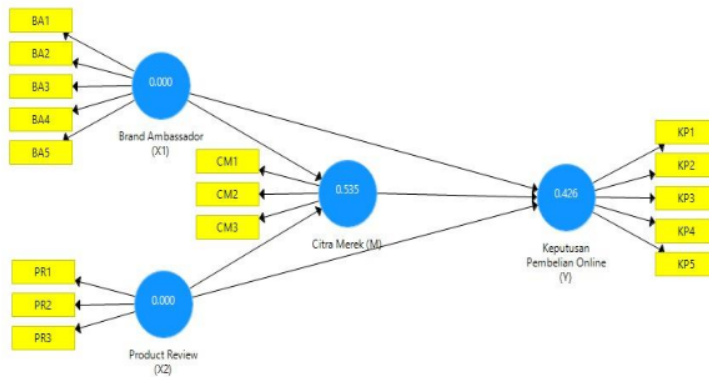 BA1
BA2
BA3
BA4
BA5
0.000
Brand Ambassador
(X1)
CM1
CM2
CM3
0.535
Citra Merek (M)
KP1
KP2
KP3
KP4
KP5
0.426
Keputusan
Pembelian Online
(Y)
PR1
PR2
PR3
0.000
Product Review
(X2)